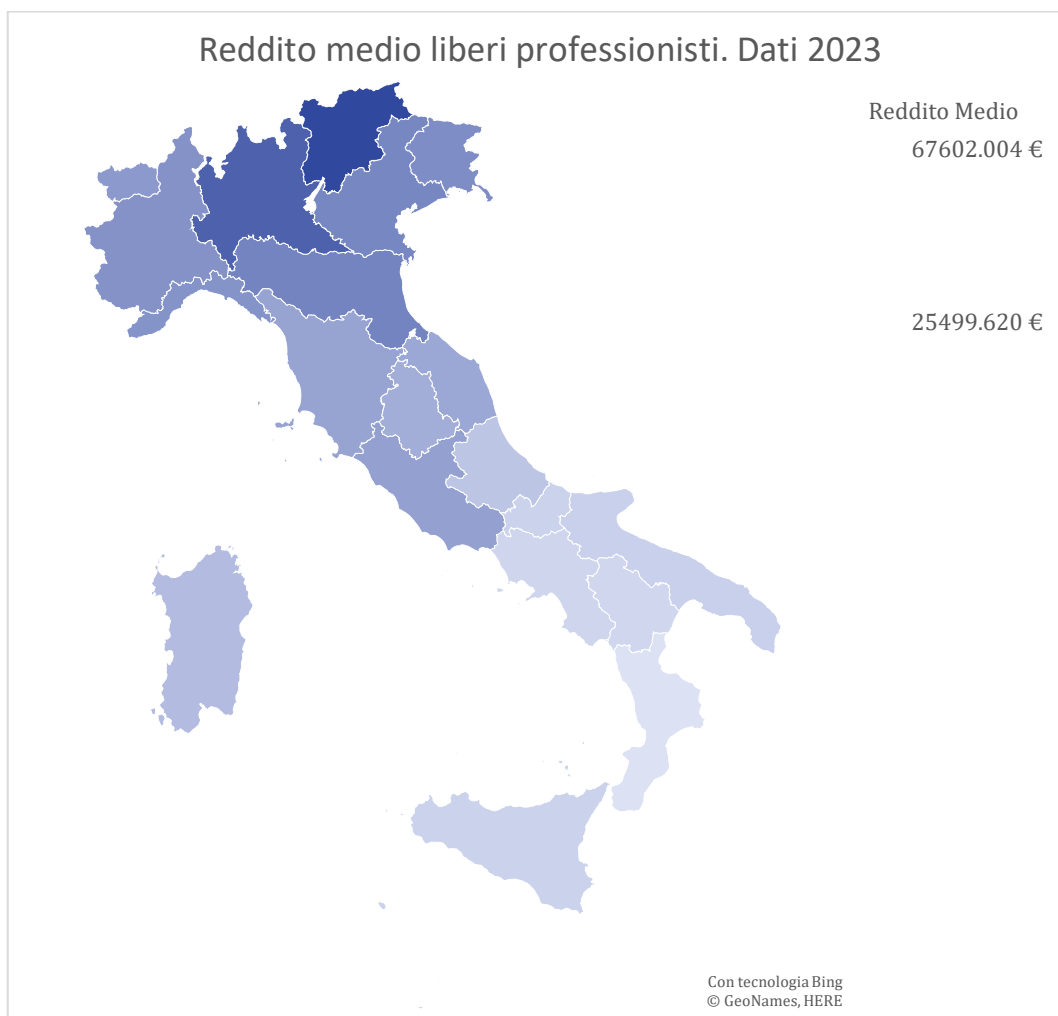 Reddito medio liberi professionisti. Dati 2023
Reddito Medio
67602.004 €
25499.620 €
Con tecnologia Bing
© GeoNames, HERE